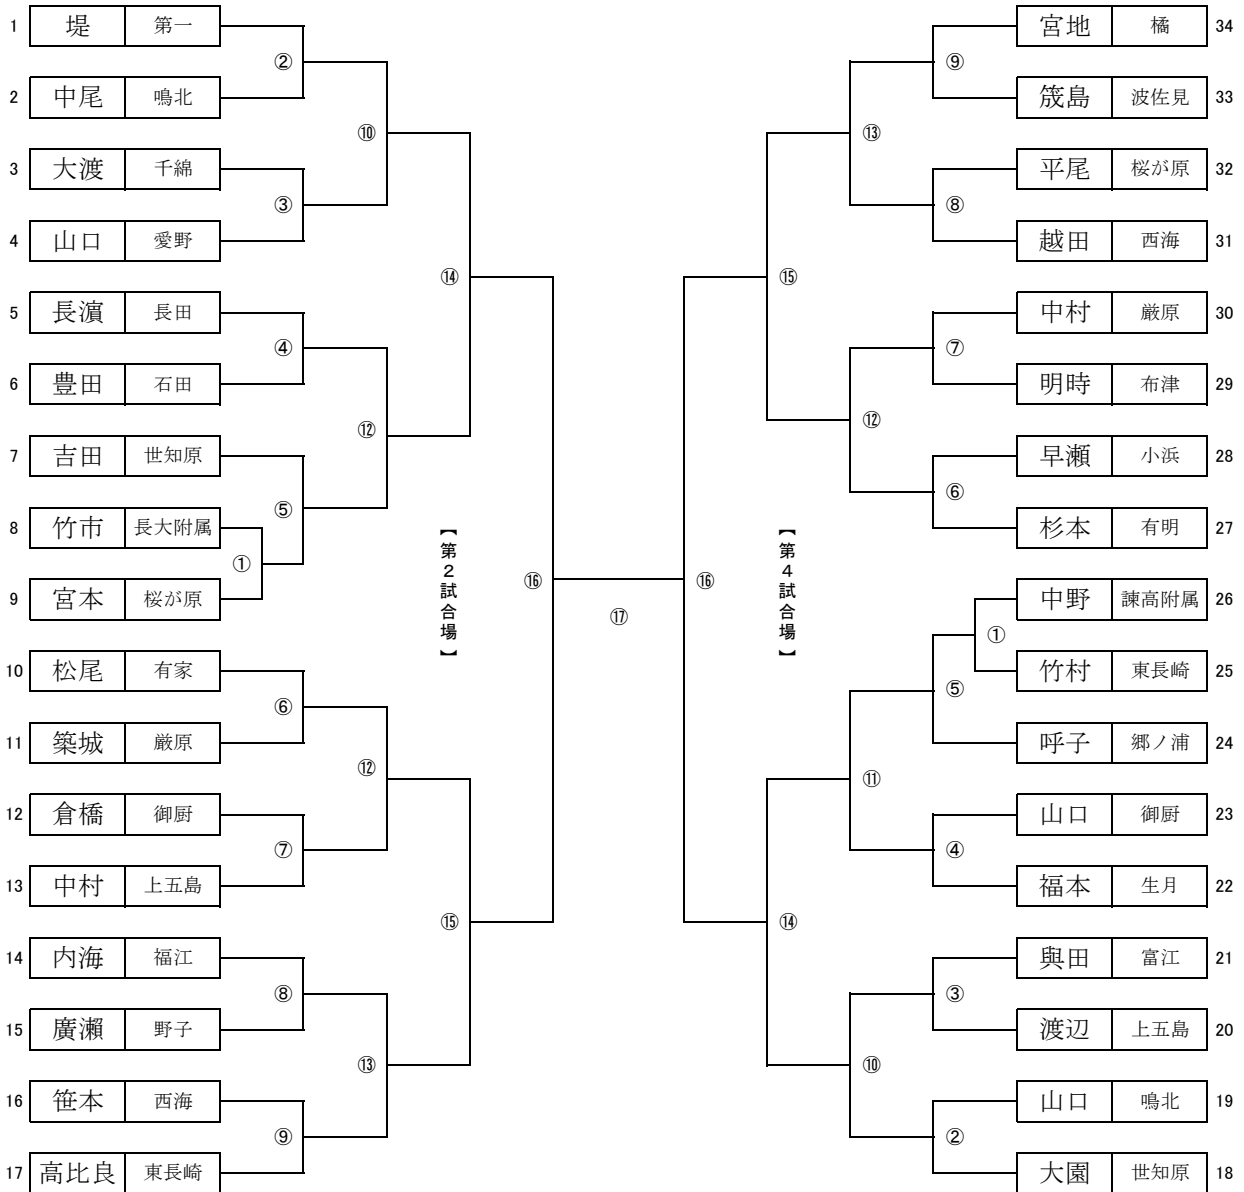 1 堤 第一
②
2 中尾 鳴北
⑩
3 大渡 千綿
③
4 山口 愛野
⑭
5 長濵 長田
④
6 豊田 石田
⑫
7 吉田 世知原
⑤
8 竹市 長大附属
①
9 宮本 桜が原
【第2試合場】
⑯
10 松尾 有家
⑥
11 築城 厳原
⑫
12 倉橋 御厨
⑦
13 中村 上五島
⑮
14 内海 福江
⑧
15 廣瀬 野子
⑬
16 笹本 西海
⑨
17 高比良 東長崎
⑰
宮地 橘 34
⑨
筬島 波佐見 33
⑬
平尾 桜が原 32
⑧
越田 西海 31
⑮
中村 厳原 30
⑦
明時 布津 29
⑫
早瀬 小浜 28
⑥
杉本 有明 27
⑯
【第4試合場】
中野 諫高附属 26
①
竹村 東長崎 25
⑤
呼子 郷ノ浦 24
⑪
山口 御厨 23
④
福本 生月 22
⑭
與田 富江 21
③
渡辺 上五島 20
⑩
山口 鳴北 19
②
大園 世知原 18